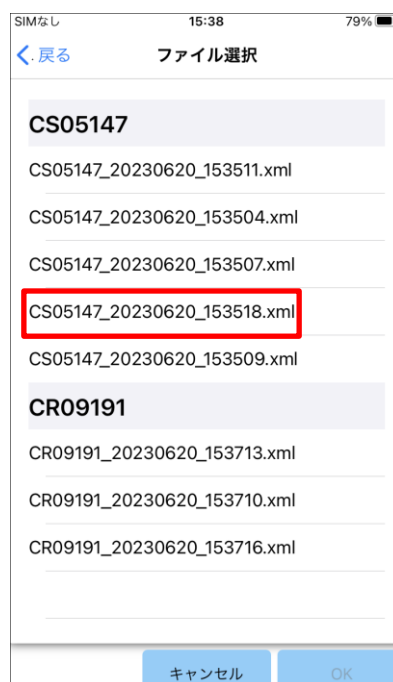 SIMなし 15:38 79%
戻る ファイル選択
CS05147
CS05147_20230620_153511.xml
CS05147_20230620_153504.xml
CS05147_20230620_153507.xml
CS05147_20230620_153518.xml
CS05147_20230620_153509.xml
CR09191
CR09191_20230620_153713.xml
CR09191_20230620_153710.xml
CR09191_20230620_153716.xml
キャンセル OK